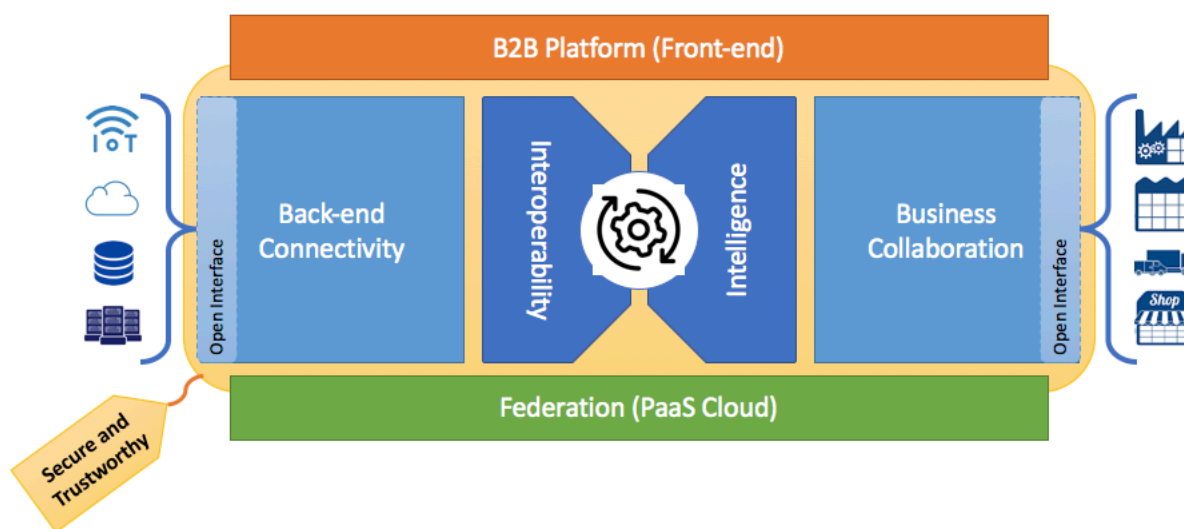 B2B Platform (Front-end)
IoT
Open Interface
Back-end
Connectivity
Interoperability
Intelligence
Business
Collaboration
Open Interface
Shop
Federation (PaaS Cloud)
Secure and
Trustworthy